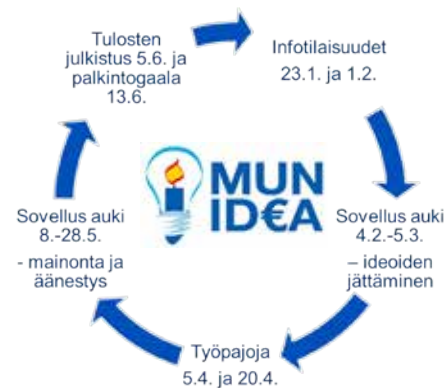 Tulosten
julkistus 5.6. ja
palkintogaala
13.6.
Infotilaisuudet
23.1. ja 1.2.
MUN
ID€A
Sovellus auki
8.-28.5.
- mainonta ja
äänestys
Sovellus auki
4.2.-5.3.
– ideoiden
jättäminen
Työpajoja
5.4. ja 20.4.